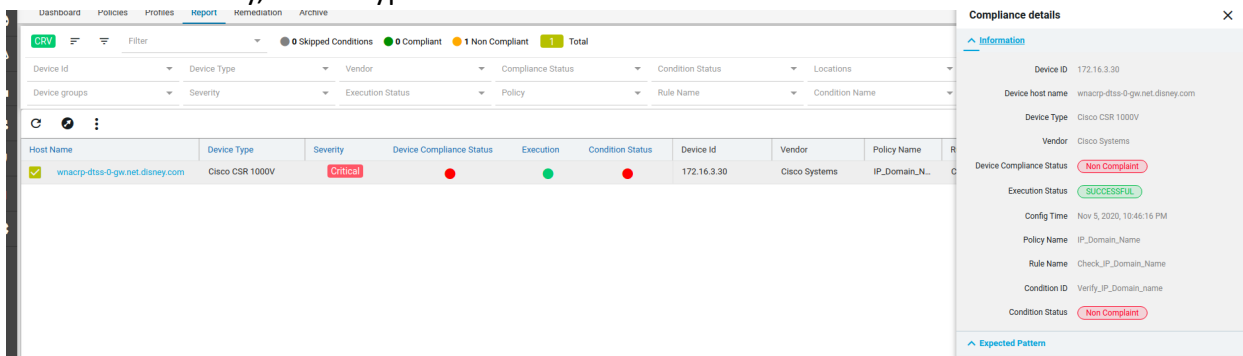 Dashboard Policies Profiles Report Remediation Archive
Compliance details
CRV Filter 0 Skipped Conditions 0 Compliant 1 Non Compliant 1 Total
Information
Device Id Device Type Vendor Compliance Status Condition Status Locations
Device ID 172.16.3.30
Device groups Severity Execution Status Policy Rule Name Condition Name
Device host name wnacrp-dtss-0-gw.net.disney.com
Device Type Cisco CSR 1000V
Vendor Cisco Systems
Host Name Device Type Severity Device Compliance Status Execution Condition Status Device Id Vendor Policy Name R
wnacrp-dtss-0-gw.net.disney.com Cisco CSR 1000V Critical 172.16.3.30 Cisco Systems IP_Domain_N... C
Device Compliance Status Non Complaint
Execution Status SUCCESSFUL
Config Time Nov 5, 2020, 10:46:16 PM
Policy Name IP_Domain_Name
Rule Name Check_IP_Domain_Name
Condition ID Verify_IP_Domain_name
Condition Status Non Complaint
Expected Pattern